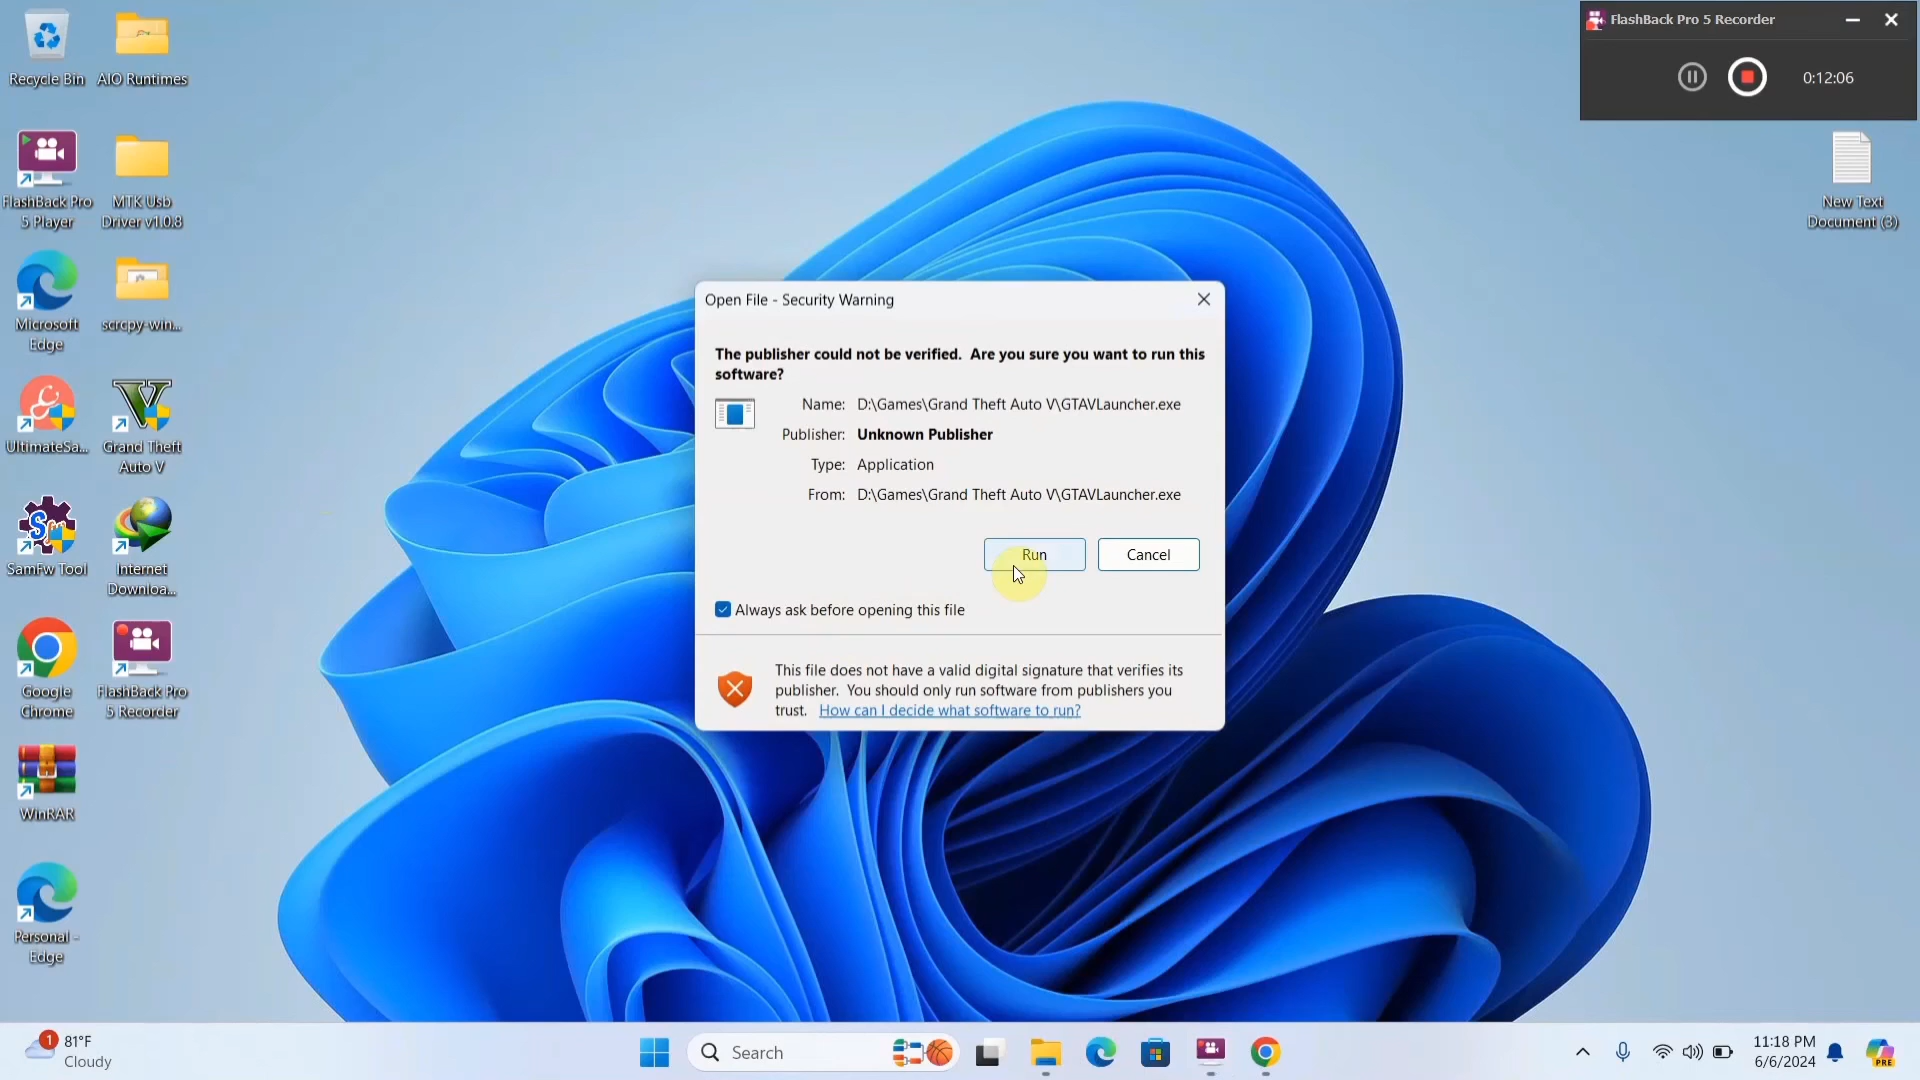 FlashBack Pro 5 Recorder
0:12:06
Recycle Bin
AIO Runtimes
FlashBack Pro
5 Player
MTK Usb
Driver v1.0.8
Microsoft
Edge
scrcpy-win...
UltimateSa...
Grand Theft
Auto V
SamFw Tool
Internet
Downloa...
Google
Chrome
FlashBack Pro
5 Recorder
WinRAR
Personal -
Edge
New Text
Document (3)
Open File - Security Warning
The publisher could not be verified. Are you sure you want to run this
software?
Name: D:\Games\Grand Theft Auto V\GTAVLauncher.exe
Publisher: Unknown Publisher
Type: Application
From: D:\Games\Grand Theft Auto V\GTAVLauncher.exe
Run
Cancel
Always ask before opening this file
This file does not have a valid digital signature that verifies its
publisher. You should only run software from publishers you
trust. How can I decide what software to run?
1
81°F
Cloudy
Search
11:18 PM
6/6/2024
PRE